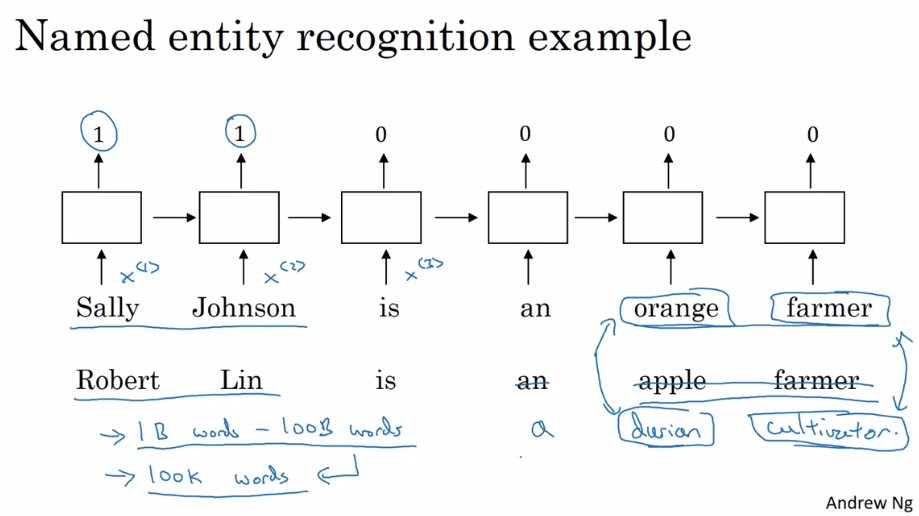 Named entity recognition example
1 1 0 0 0 0
x<1> x<2> x<3>
Sally Johnson is an orange farmer
Robert Lin is an apple farmer
→ 1B words - 100B words a durian cultivator.
→ 100K words
Andrew Ng